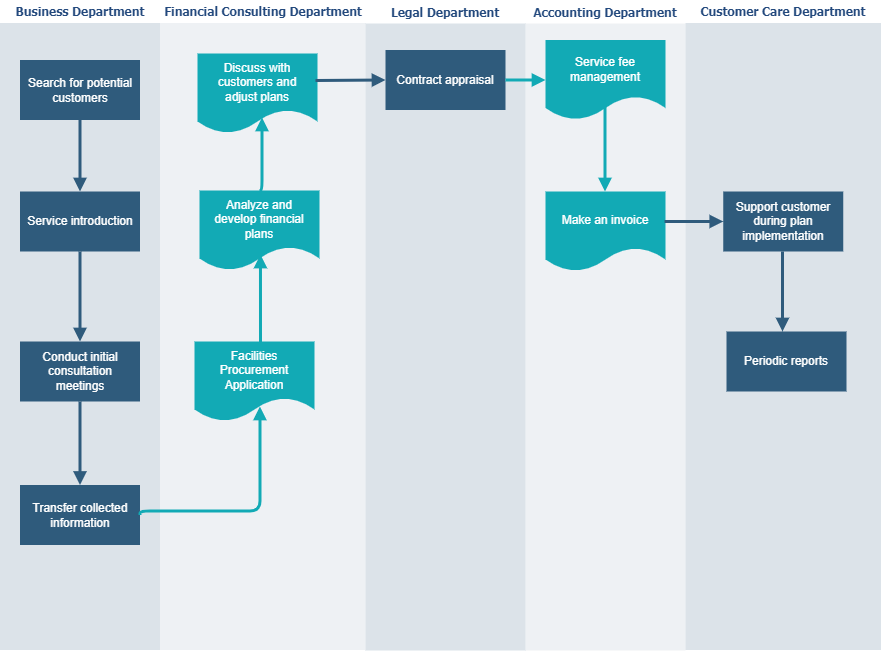 Business Department
Financial Consulting Department
Legal Department
Accounting Department
Customer Care Department
Search for potential
customers
Service introduction
Conduct initial
consultation
meetings
Transfer collected
information
Discuss with
customers and
adjust plans
Analyze and
develop financial
plans
Facilities
Procurement
Application
Contract appraisal
Service fee
management
Make an invoice
Support customer
during plan
implementation
Periodic reports